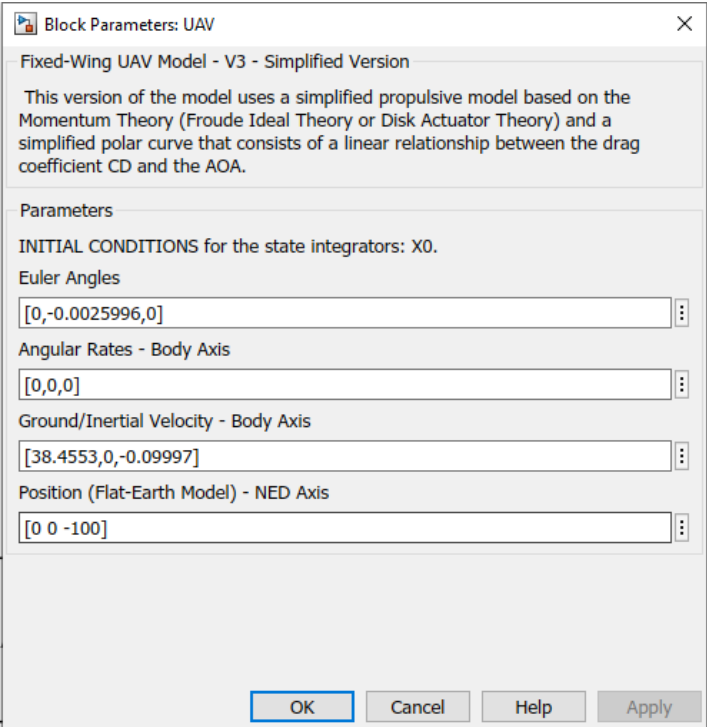 Block Parameters: UAV
Fixed-Wing UAV Model - V3 - Simplified Version
This version of the model uses a simplified propulsive model based on the
Momentum Theory (Froude Ideal Theory or Disk Actuator Theory) and a
simplified polar curve that consists of a linear relationship between the drag
coefficient CD and the AOA.
Parameters
INITIAL CONDITIONS for the state integrators: X0.
Euler Angles
[0,-0.0025996,0]
Angular Rates - Body Axis
[0,0,0]
Ground/Inertial Velocity - Body Axis
[38.4553,0,-0.09997]
Position (Flat-Earth Model) - NED Axis
[0 0 -100]
OK Cancel Help Apply